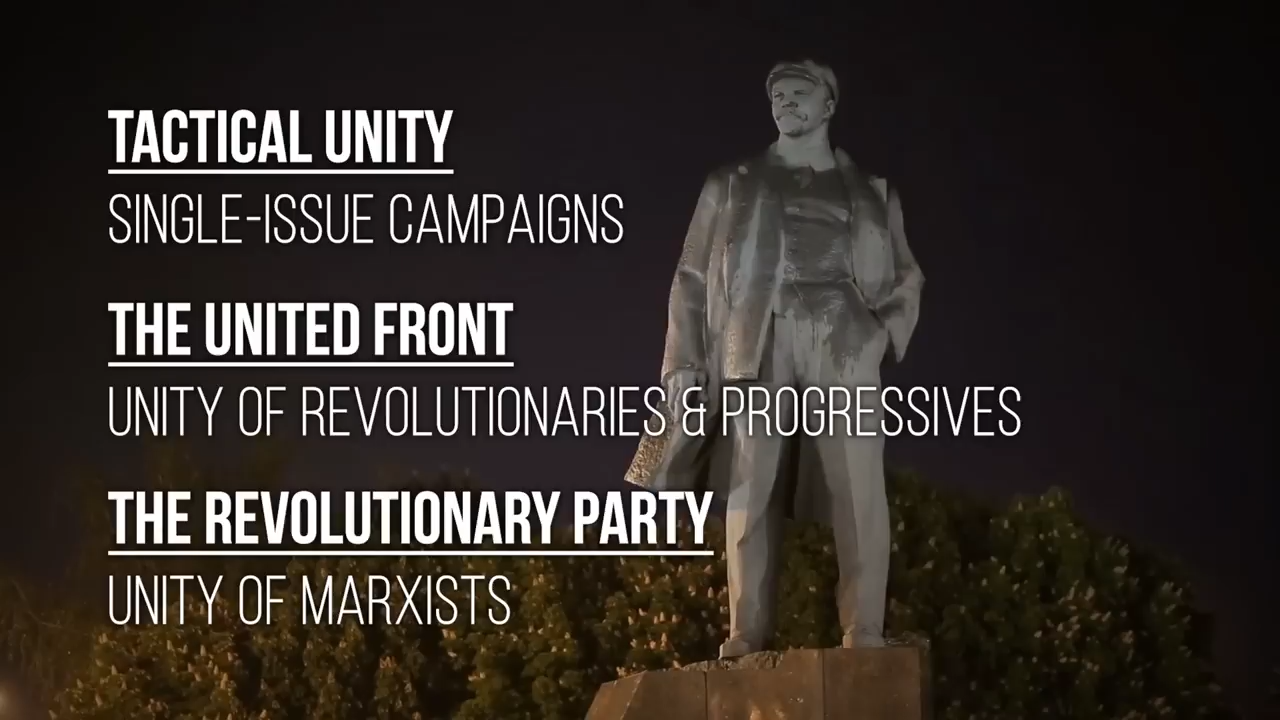 TACTICAL UNITY
SINGLE-ISSUE CAMPAIGNS
THE UNITED FRONT
UNITY OF REVOLUTIONARIES & PROGRESSIVES
THE REVOLUTIONARY PARTY
UNITY OF MARXISTS